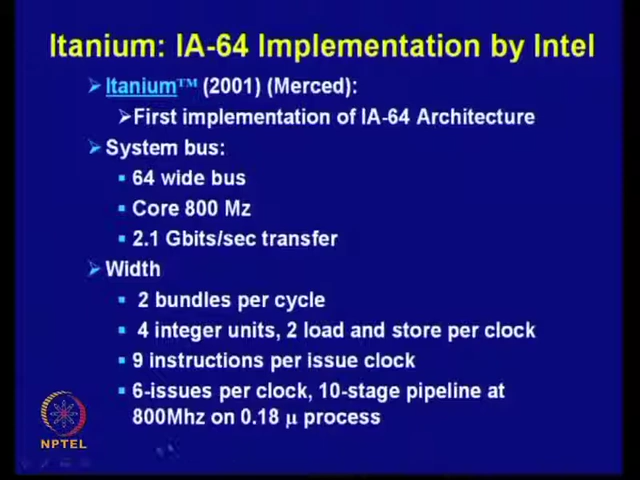 Itanium: IA-64 Implementation by Intel
Itanium™ (2001) (Merced):
First implementation of IA-64 Architecture
System bus:
64 wide bus
Core 800 Mz
2.1 Gbits/sec transfer
Width
2 bundles per cycle
4 integer units, 2 load and store per clock
9 instructions per issue clock
6-issues per clock, 10-stage pipeline at
800Mhz on 0.18 µ process
NPTEL